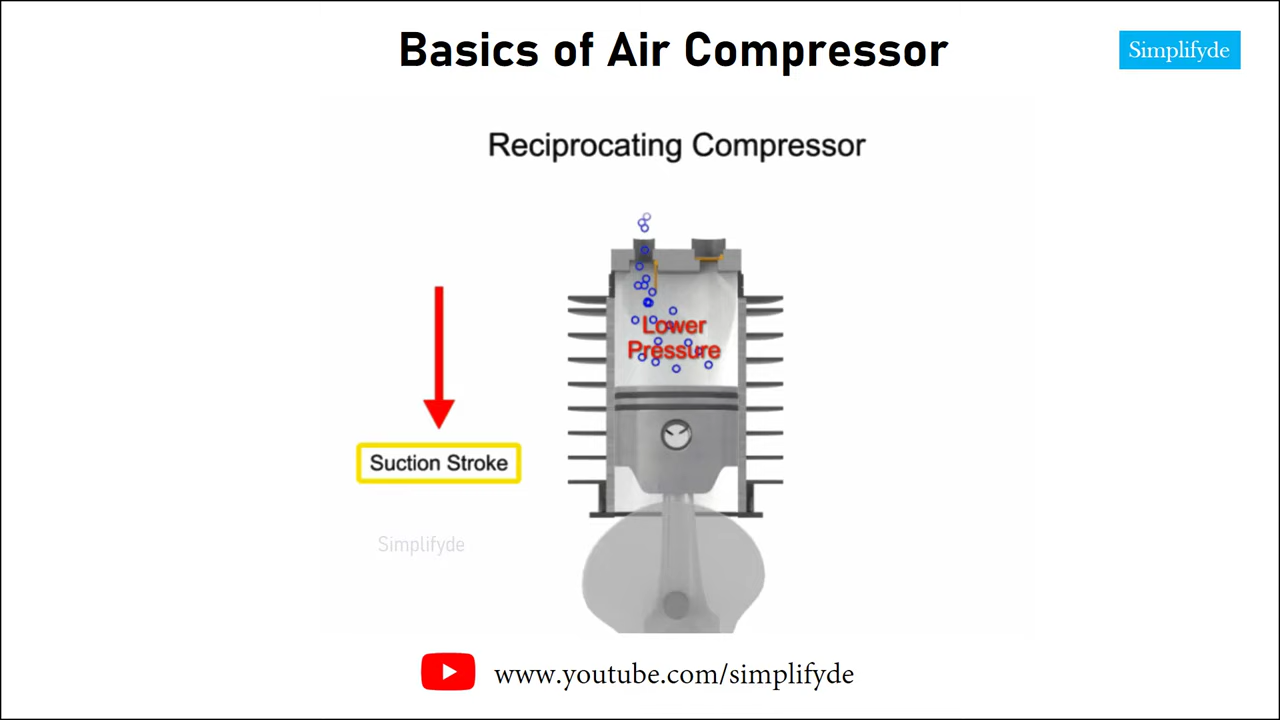 Basics of Air Compressor
Simplifyde
Reciprocating Compressor
Lower
Pressure
Suction Stroke
Simplifyde
www.youtube.com/simplifyde